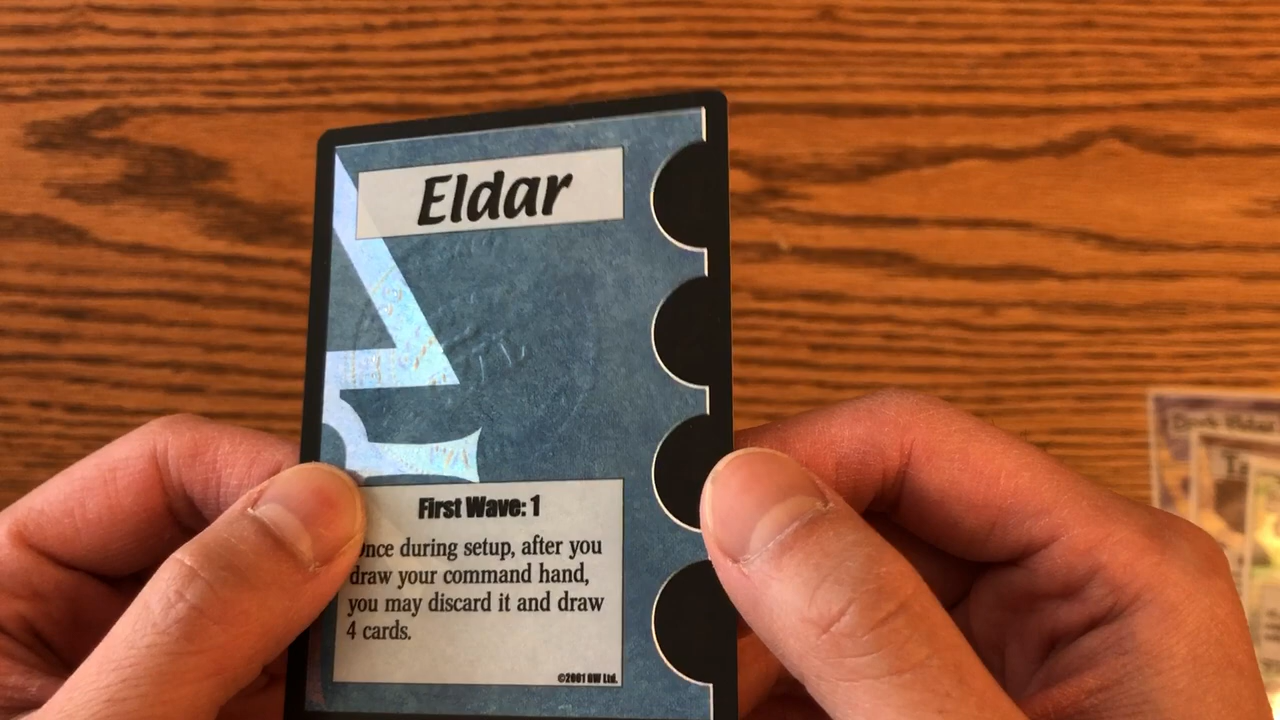 Eldar
First Wave: 1
Once during setup, after you
draw your command hand,
you may discard it and draw
4 cards.
©2001 GW Ltd.